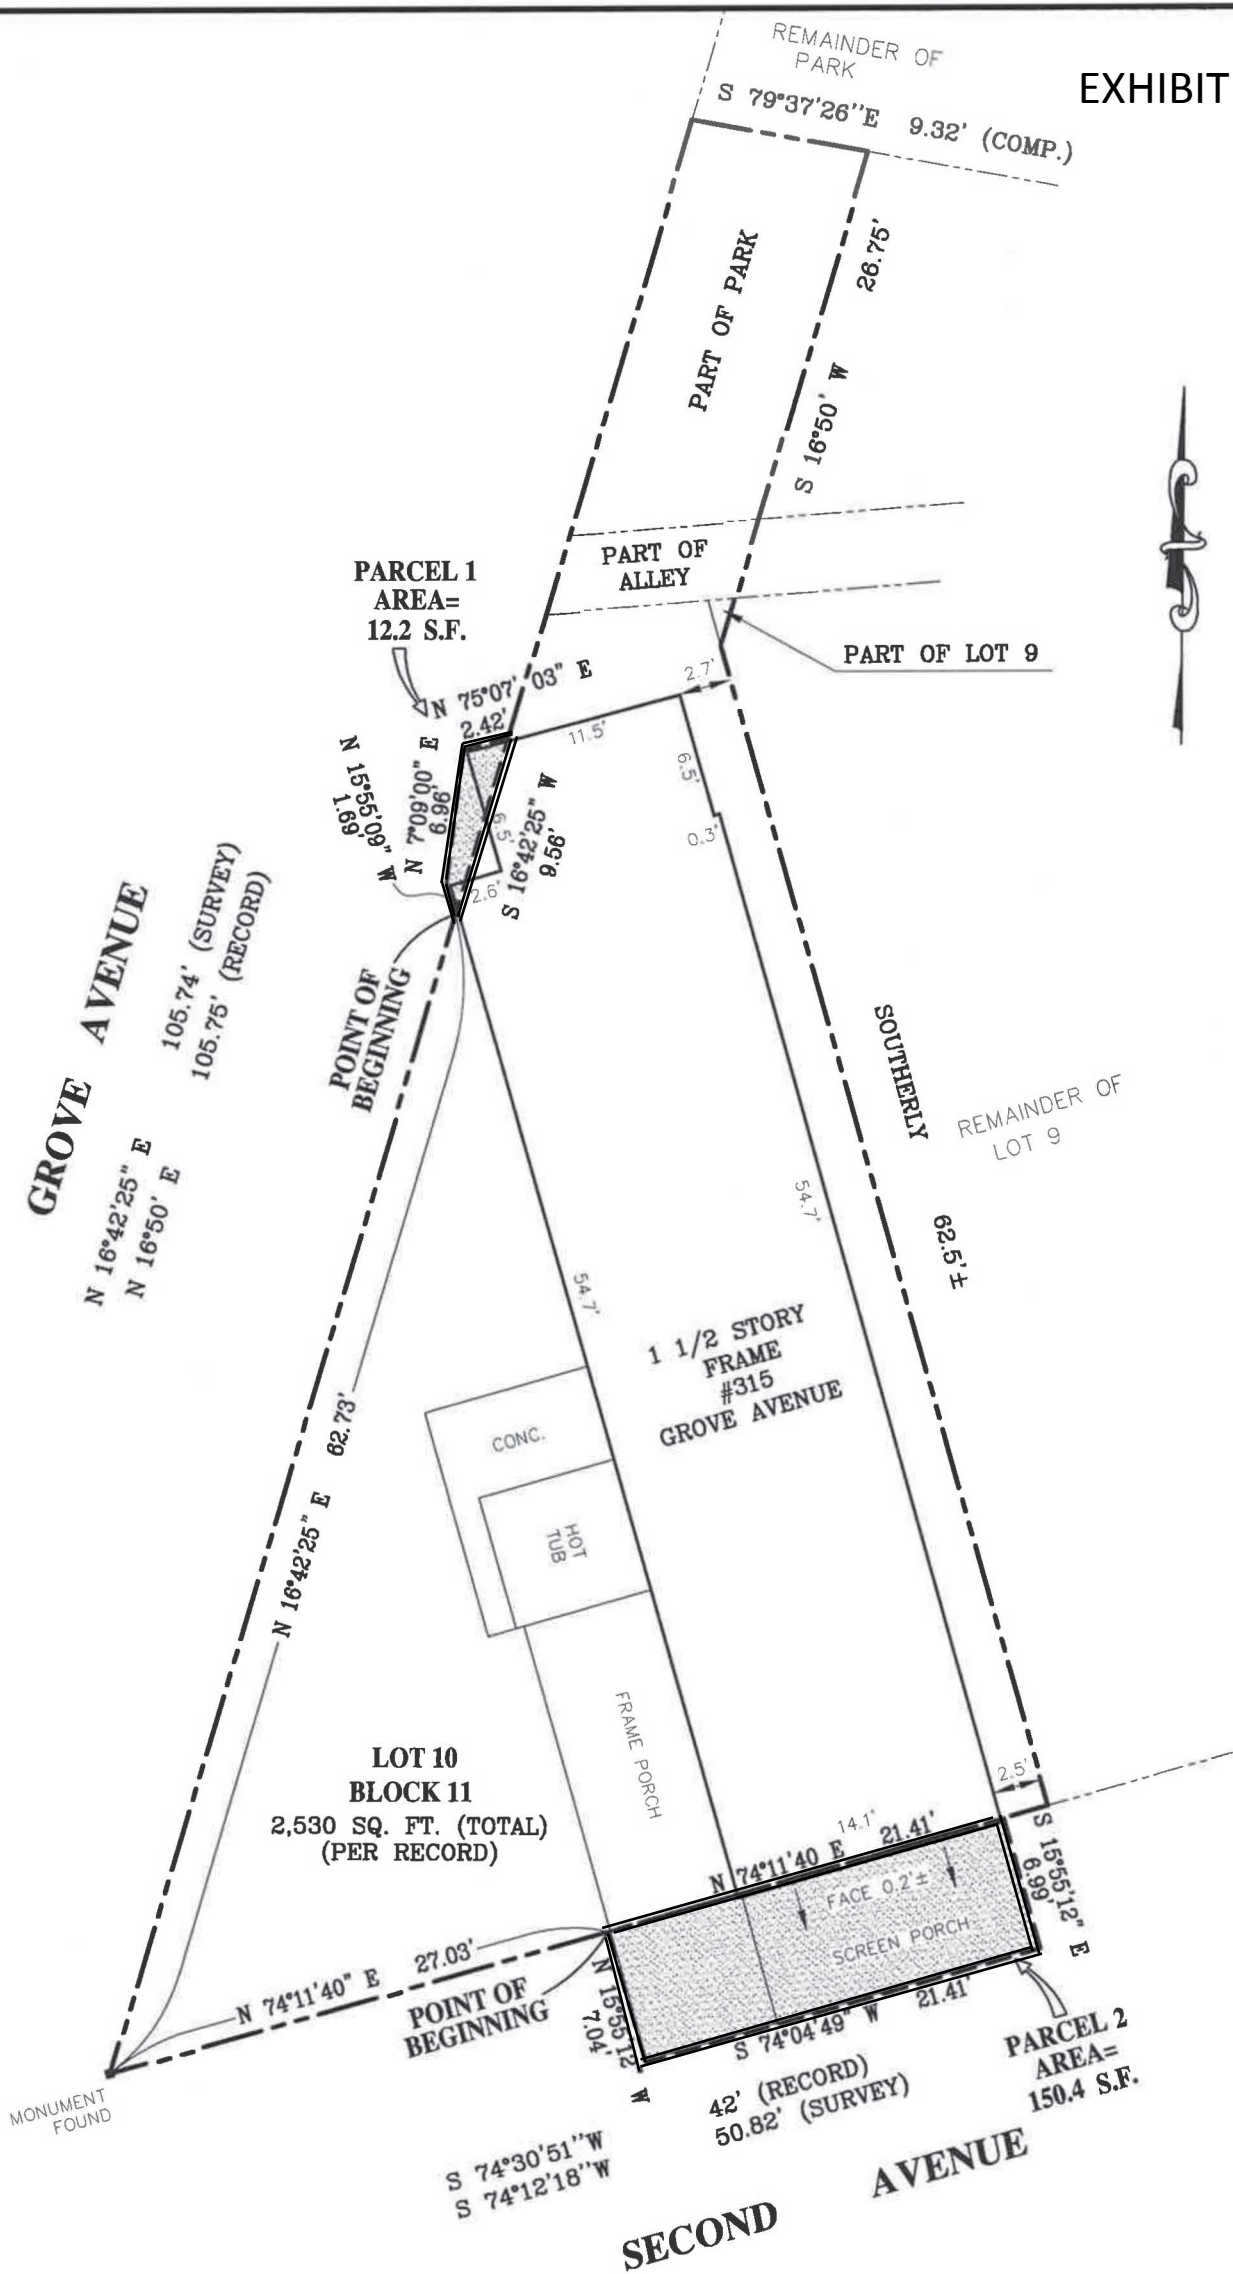 REMAINDER OF
PARK
EXHIBIT
S 79°37'26''E 9.32' (COMP.)
PART OF PARK
26.75'
S 16°50' W
PART OF
ALLEY
PARCEL 1
AREA=
12.2 S.F.
PART OF LOT 9
N 75°07' 03" E
2.42'
2.7'
11.5'
6.5'
0.3'
N 15°55'09" W
1.69'
N 7°09'00" E
6.96'
6.5'
S 16°42'25" W
9.56'
2.6'
GROVE AVENUE
105.74' (SURVEY)
105.75' (RECORD)
N 16°42'25" E
N 16°50' E
POINT OF
BEGINNING
SOUTHERLY
62.5'±
REMAINDER OF
LOT 9
54.7'
54.7'
1 1/2 STORY
FRAME
#315
GROVE AVENUE
N 16°42'25" E 62.73'
CONC.
HOT
TUB
FRAME PORCH
LOT 10
BLOCK 11
2,530 SQ. FT. (TOTAL)
(PER RECORD)
2.5'
14.1'
N 74°11'40 E 21.41'
FACE 0.2'±
SCREEN PORCH
S 15°55'12" E
6.99'
N 74°11'40" E 27.03'
POINT OF
BEGINNING
N 15°55'12" W
7.04'
S 74°04'49" W 21.41'
PARCEL 2
AREA=
150.4 S.F.
MONUMENT
FOUND
42' (RECORD)
50.82' (SURVEY)
S 74°30'51''W
S 74°12'18''W
SECOND AVENUE